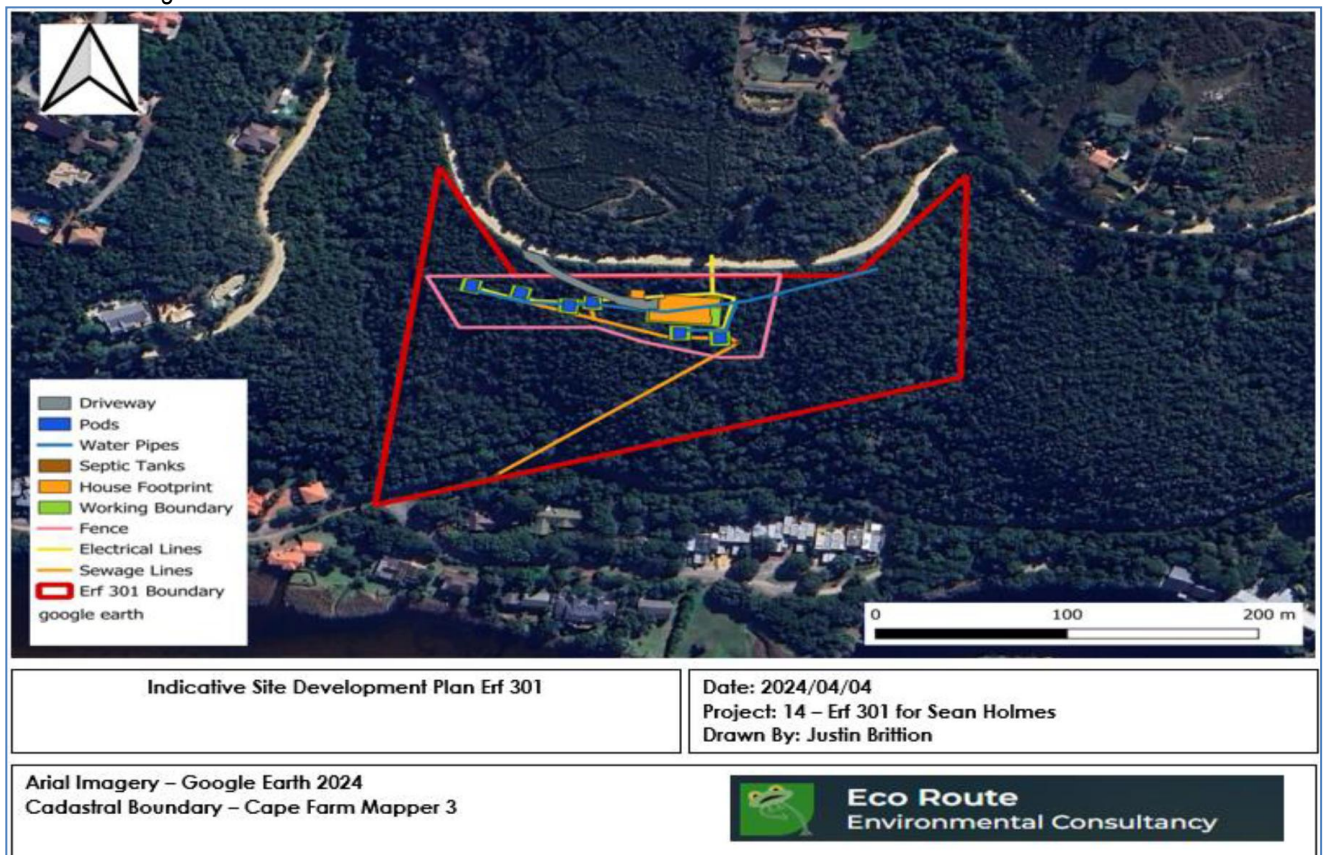 Driveway
Pods
Water Pipes
Septic Tanks
House Footprint
Working Boundary
Fence
Electrical Lines
Sewage Lines
Erf 301 Boundary
google earth
0 100 200 m
Indicative Site Development Plan Erf 301
Date: 2024/04/04
Project: 14 – Erf 301 for Sean Holmes
Drawn By: Justin Brittion
Arial Imagery – Google Earth 2024
Cadastral Boundary – Cape Farm Mapper 3
Eco Route
Environmental Consultancy